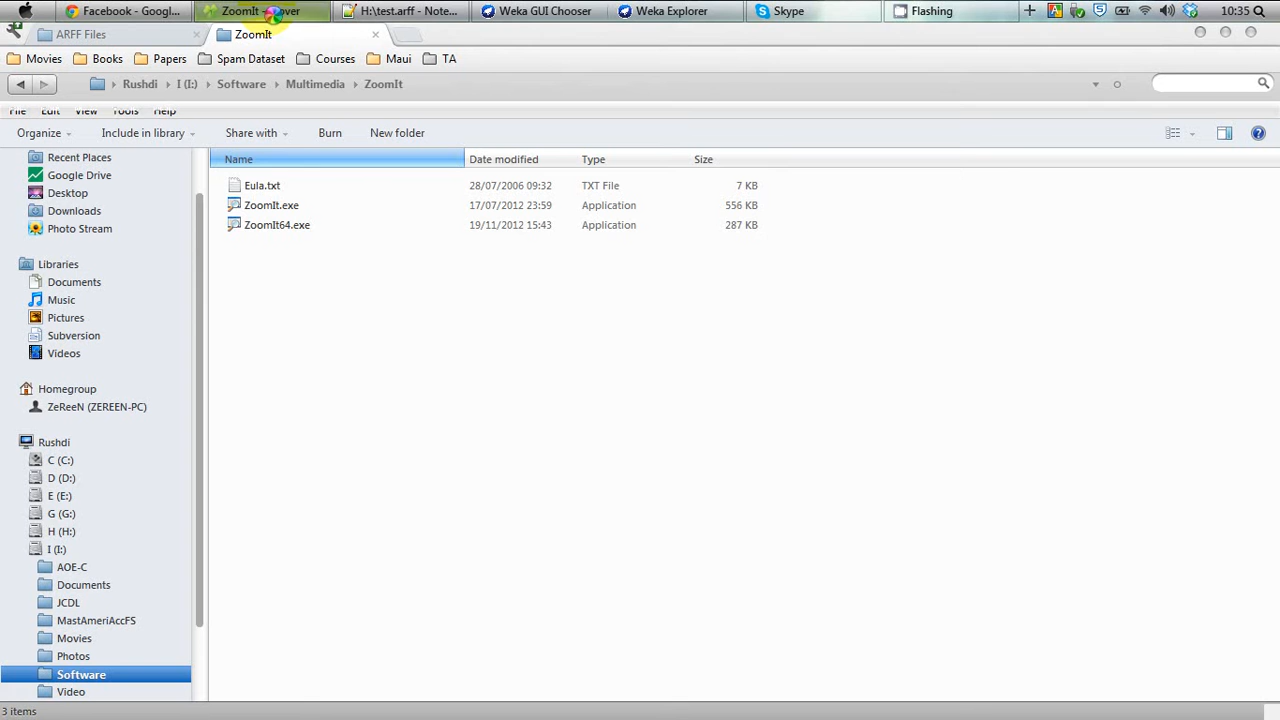 Facebook - Googl...
ZoomIt - over
H:\test.arff - Note...
Weka GUI Chooser
Weka Explorer
Skype
Flashing
10:35
ARFF Files
ZoomIt
Movies
Books
Papers
Spam Dataset
Courses
Maui
TA
Rushdi
I (I:)
Software
Multimedia
ZoomIt
File
Edit
View
Tools
Help
Organize
Include in library
Share with
Burn
New folder
Recent Places
Google Drive
Desktop
Downloads
Photo Stream
Libraries
Documents
Music
Pictures
Subversion
Videos
Homegroup
ZeReeN (ZEREEN-PC)
Rushdi
C (C:)
D (D:)
E (E:)
G (G:)
H (H:)
I (I:)
AOE-C
Documents
JCDL
MastAmeriAccFS
Movies
Photos
Software
Video
Name Date modified Type Size
Eula.txt 28/07/2006 09:32 TXT File 7 KB
ZoomIt.exe 17/07/2012 23:59 Application 556 KB
ZoomIt64.exe 19/11/2012 15:43 Application 287 KB
3 items